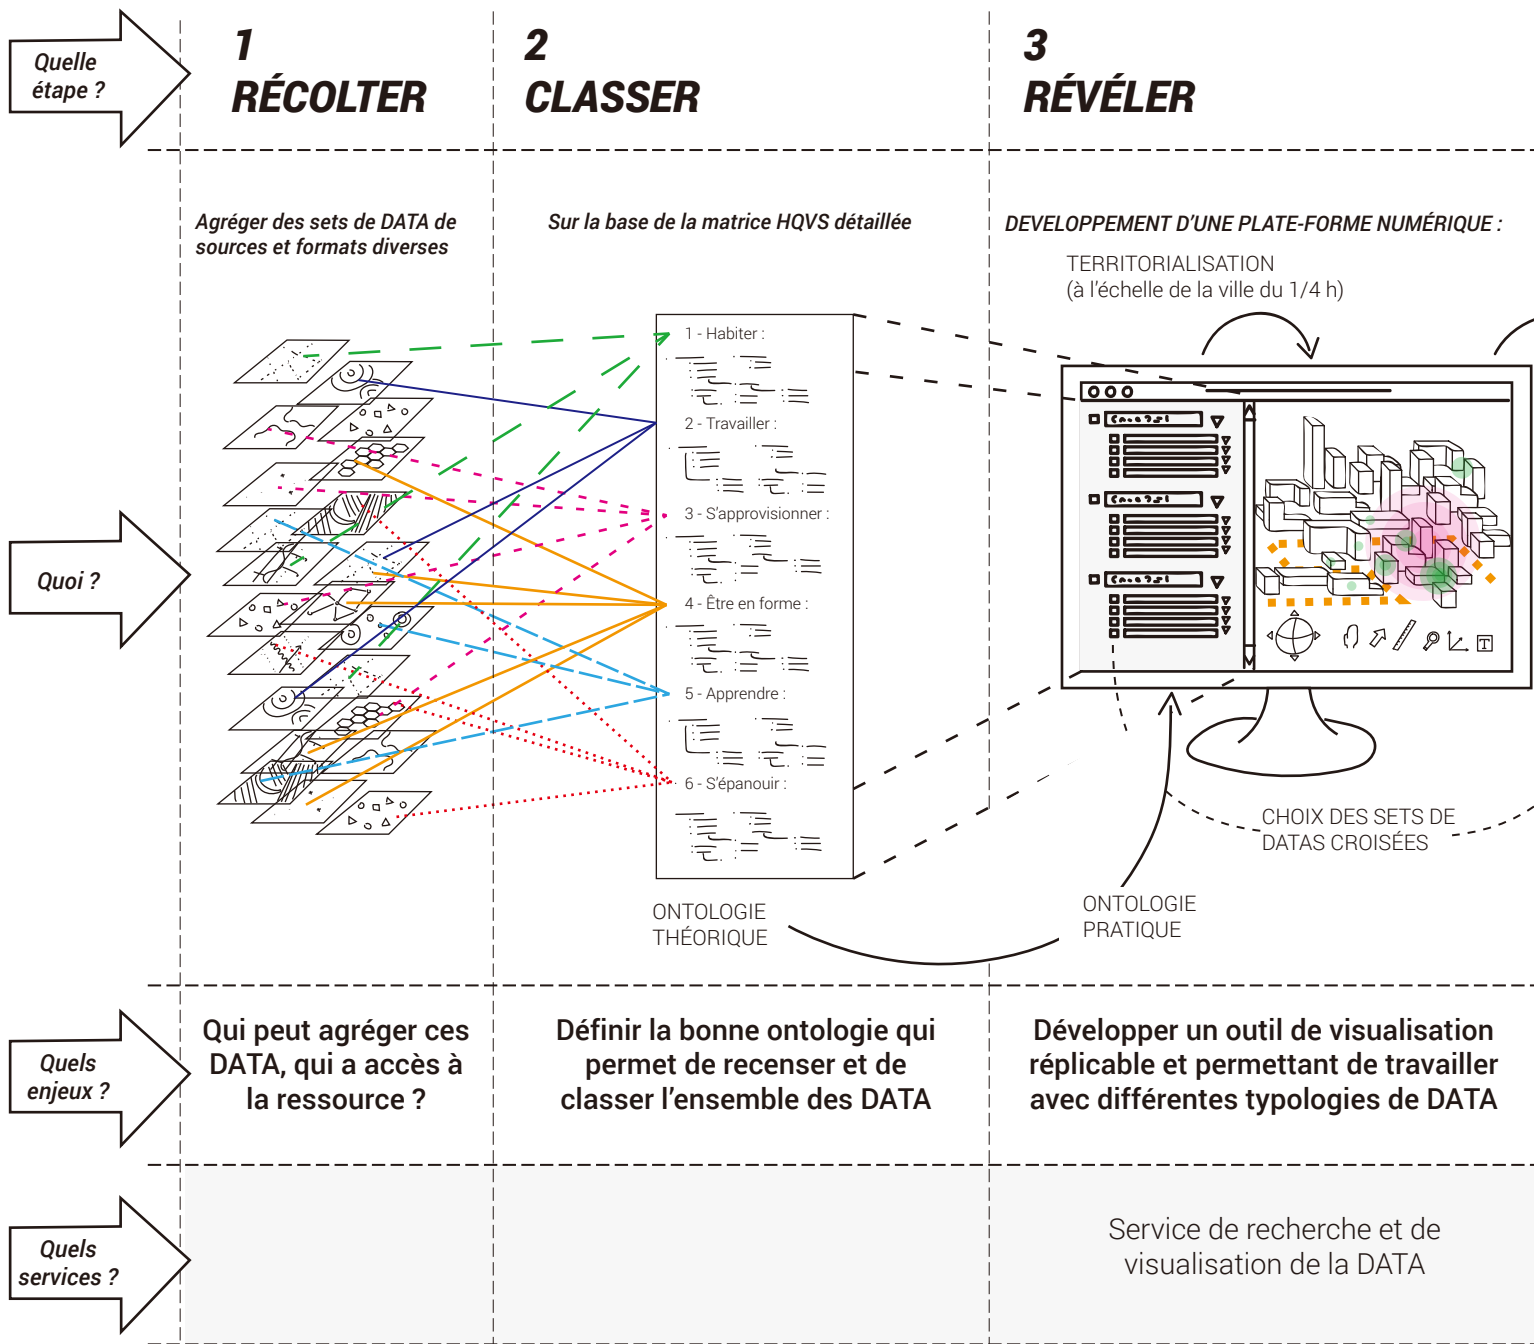 Quelle
étape ?
1
RÉCOLTER
2
CLASSER
3
RÉVÉLER
Quoi ?
Agréger des sets de DATA de
sources et formats diverses
Sur la base de la matrice HQVS détaillée
1 - Habiter :
2 - Travailler :
3 - S'approvisionner :
4 - Être en forme :
5 - Apprendre :
6 - S'épanouir :
ONTOLOGIE
THÉORIQUE
DEVELOPPEMENT D'UNE PLATE-FORME NUMÉRIQUE :
TERRITORIALISATION
(à l'échelle de la ville du 1/4 h)
T
CHOIX DES SETS DE
DATAS CROISÉES
ONTOLOGIE
PRATIQUE
Quels
enjeux ?
Qui peut agréger ces
DATA, qui a accès à
la ressource ?
Définir la bonne ontologie qui
permet de recenser et de
classer l'ensemble des DATA
Développer un outil de visualisation
réplicable et permettant de travailler
avec différentes typologies de DATA
Quels
services ?
Service de recherche et de
visualisation de la DATA